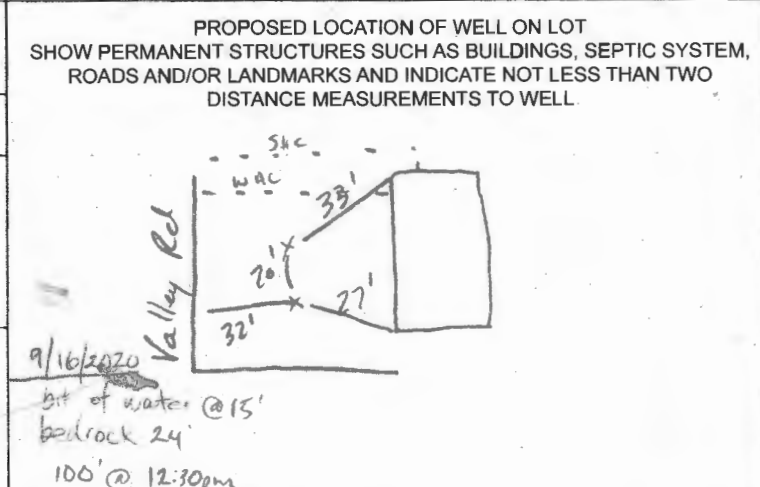 PROPOSED LOCATION OF WELL ON LOT
SHOW PERMANENT STRUCTURES SUCH AS BUILDINGS, SEPTIC SYSTEM,
ROADS AND/OR LANDMARKS AND INDICATE NOT LESS THAN TWO
DISTANCE MEASUREMENTS TO WELL
SHC
WAC
33'
20'
27'
32'
Valley Rd
9/16/2020
bit of water @ 15'
bedrock 24'
100' @ 12:30pm